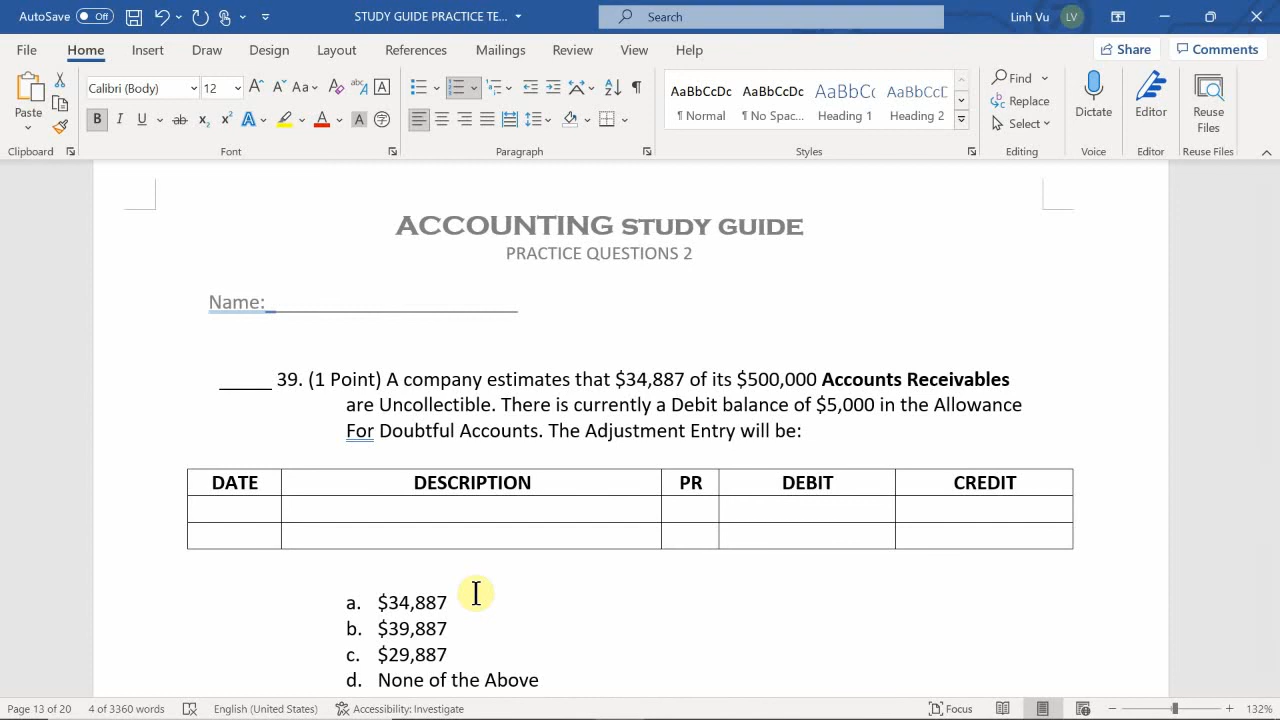 AutoSave Off STUDY GUIDE PRACTICE TE... Search Linh Vu LV
File Home Insert Draw Design Layout References Mailings Review View Help Share Comments
Paste Calibri (Body) 12 Aa AaBbCcDc AaBbCcDc AaBbCc AaBbCcD Find Dictate Editor Reuse Files
¶ Normal ¶ No Spac... Heading 1 Heading 2 Replace
B I U ab x₂ x² A A A Select
Clipboard Font Paragraph Styles Editing Voice Editor Reuse Files
ACCOUNTING STUDY GUIDE
PRACTICE QUESTIONS 2
Name:_________________________
_____ 39. (1 Point) A company estimates that $34,887 of its $500,000 Accounts Receivables
are Uncollectible. There is currently a Debit balance of $5,000 in the Allowance
For Doubtful Accounts. The Adjustment Entry will be:
DATE DESCRIPTION PR DEBIT CREDIT
a. $34,887
b. $39,887
c. $29,887
d. None of the Above
Page 13 of 20 4 of 3360 words English (United States) Accessibility: Investigate Focus 132%